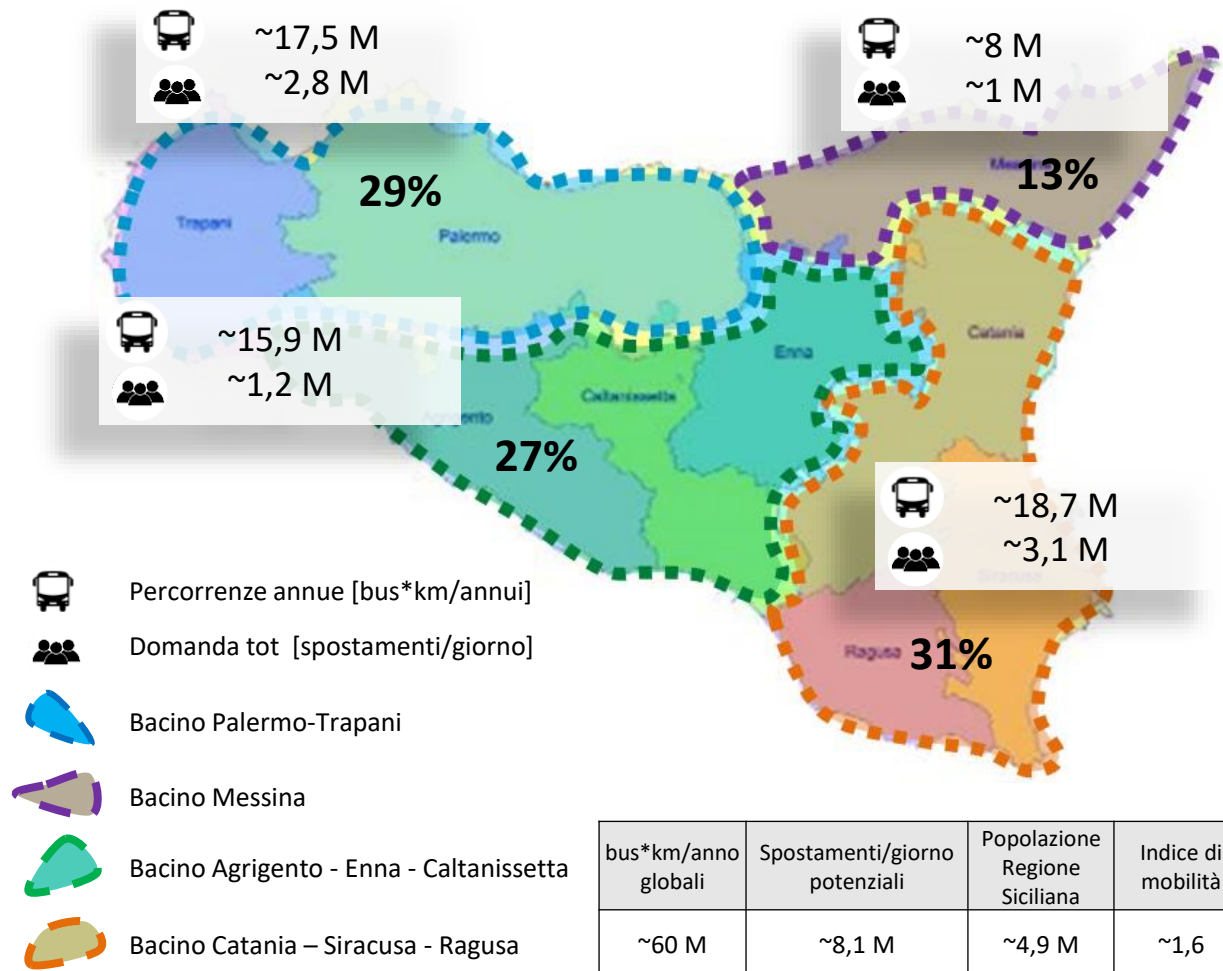 ~17,5 M
~2,8 M
~8 M
~1 M
Messina
13%
29%
Trapani
Palermo
~15,9 M
~1,2 M
Catania
Enna
Caltanissetta
Agrigento
27%
~18,7 M
~3,1 M
Siracusa
Ragusa
31%
Percorrenze annue [bus*km/annui]
Domanda tot [spostamenti/giorno]
Bacino Palermo-Trapani
Bacino Messina
Bacino Agrigento - Enna - Caltanissetta
Bacino Catania – Siracusa - Ragusa
bus*km/anno globali
Spostamenti/giorno potenziali
Popolazione Regione Siciliana
Indice di mobilità
~60 M
~8,1 M
~4,9 M
~1,6